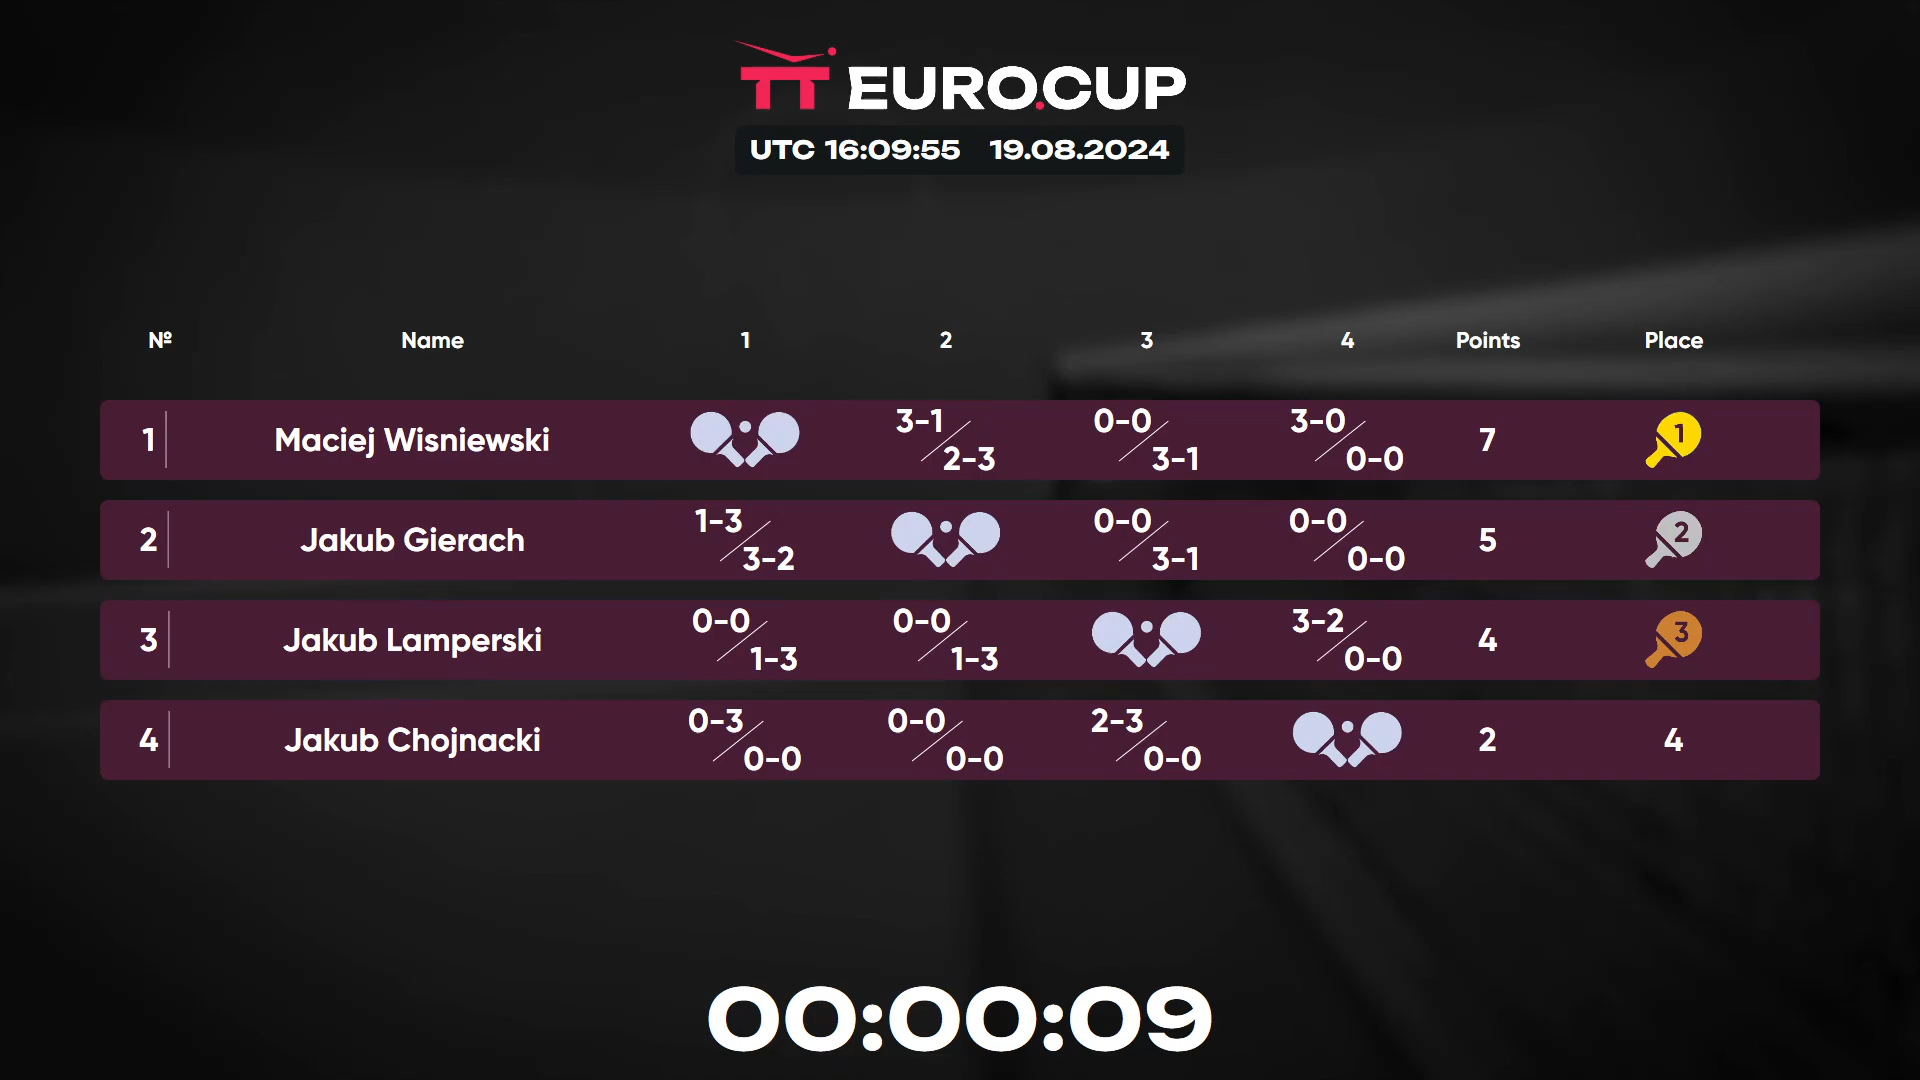 TT EURO.CUP
UTC 16:09:55 19.08.2024
Nº Name 1 2 3 4 Points Place
1 Maciej Wisniewski 3-1 2-3 0-0 3-1 3-0 0-0 7 1
2 Jakub Gierach 1-3 3-2 0-0 3-1 0-0 0-0 5 2
3 Jakub Lamperski 0-0 1-3 0-0 1-3 3-2 0-0 4 3
4 Jakub Chojnacki 0-3 0-0 0-0 0-0 2-3 0-0 2 4
00:00:09